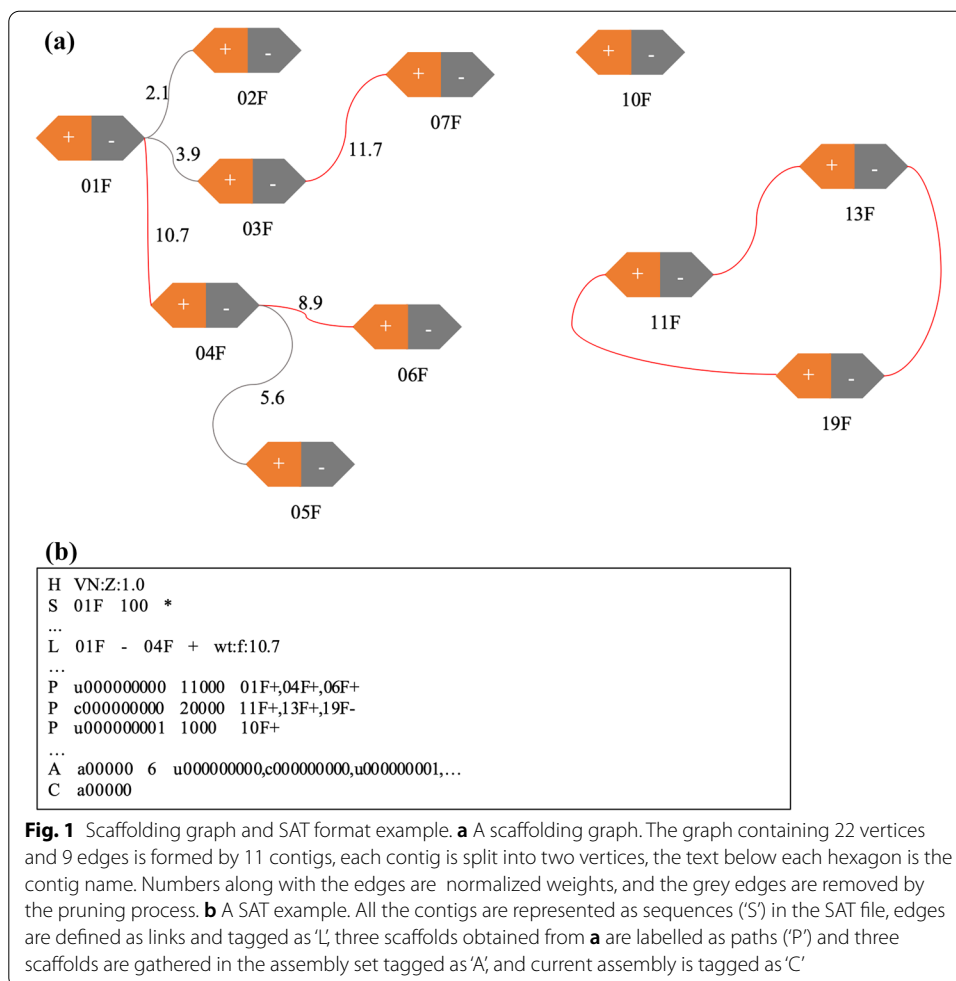 (a)
+ -
02F
+ -
07F
+ -
10F
2.1
+ -
01F
3.9
+ -
03F
11.7
+ -
13F
10.7
+ -
11F
+ -
04F
8.9
+ -
06F
+ -
19F
5.6
+ -
05F
(b)
H VN:Z:1.0
S 01F 100 *
...
L 01F - 04F + wt:f:10.7
...
P u000000000 11000 01F+,04F+,06F+
P c000000000 20000 11F+,13F+,19F-
P u000000001 1000 10F+
...
A a00000 6 u000000000,c000000000,u000000001,...
C a00000
Fig. 1 Scaffolding graph and SAT format example. a A scaffolding graph. The graph containing 22 vertices
and 9 edges is formed by 11 contigs, each contig is split into two vertices, the text below each hexagon is the
contig name. Numbers along with the edges are normalized weights, and the grey edges are removed by
the pruning process. b A SAT example. All the contigs are represented as sequences (‘S’) in the SAT file, edges
are defined as links and tagged as ‘L’, three scaffolds obtained from a are labelled as paths (‘P’) and three
scaffolds are gathered in the assembly set tagged as ‘A’, and current assembly is tagged as ‘C’